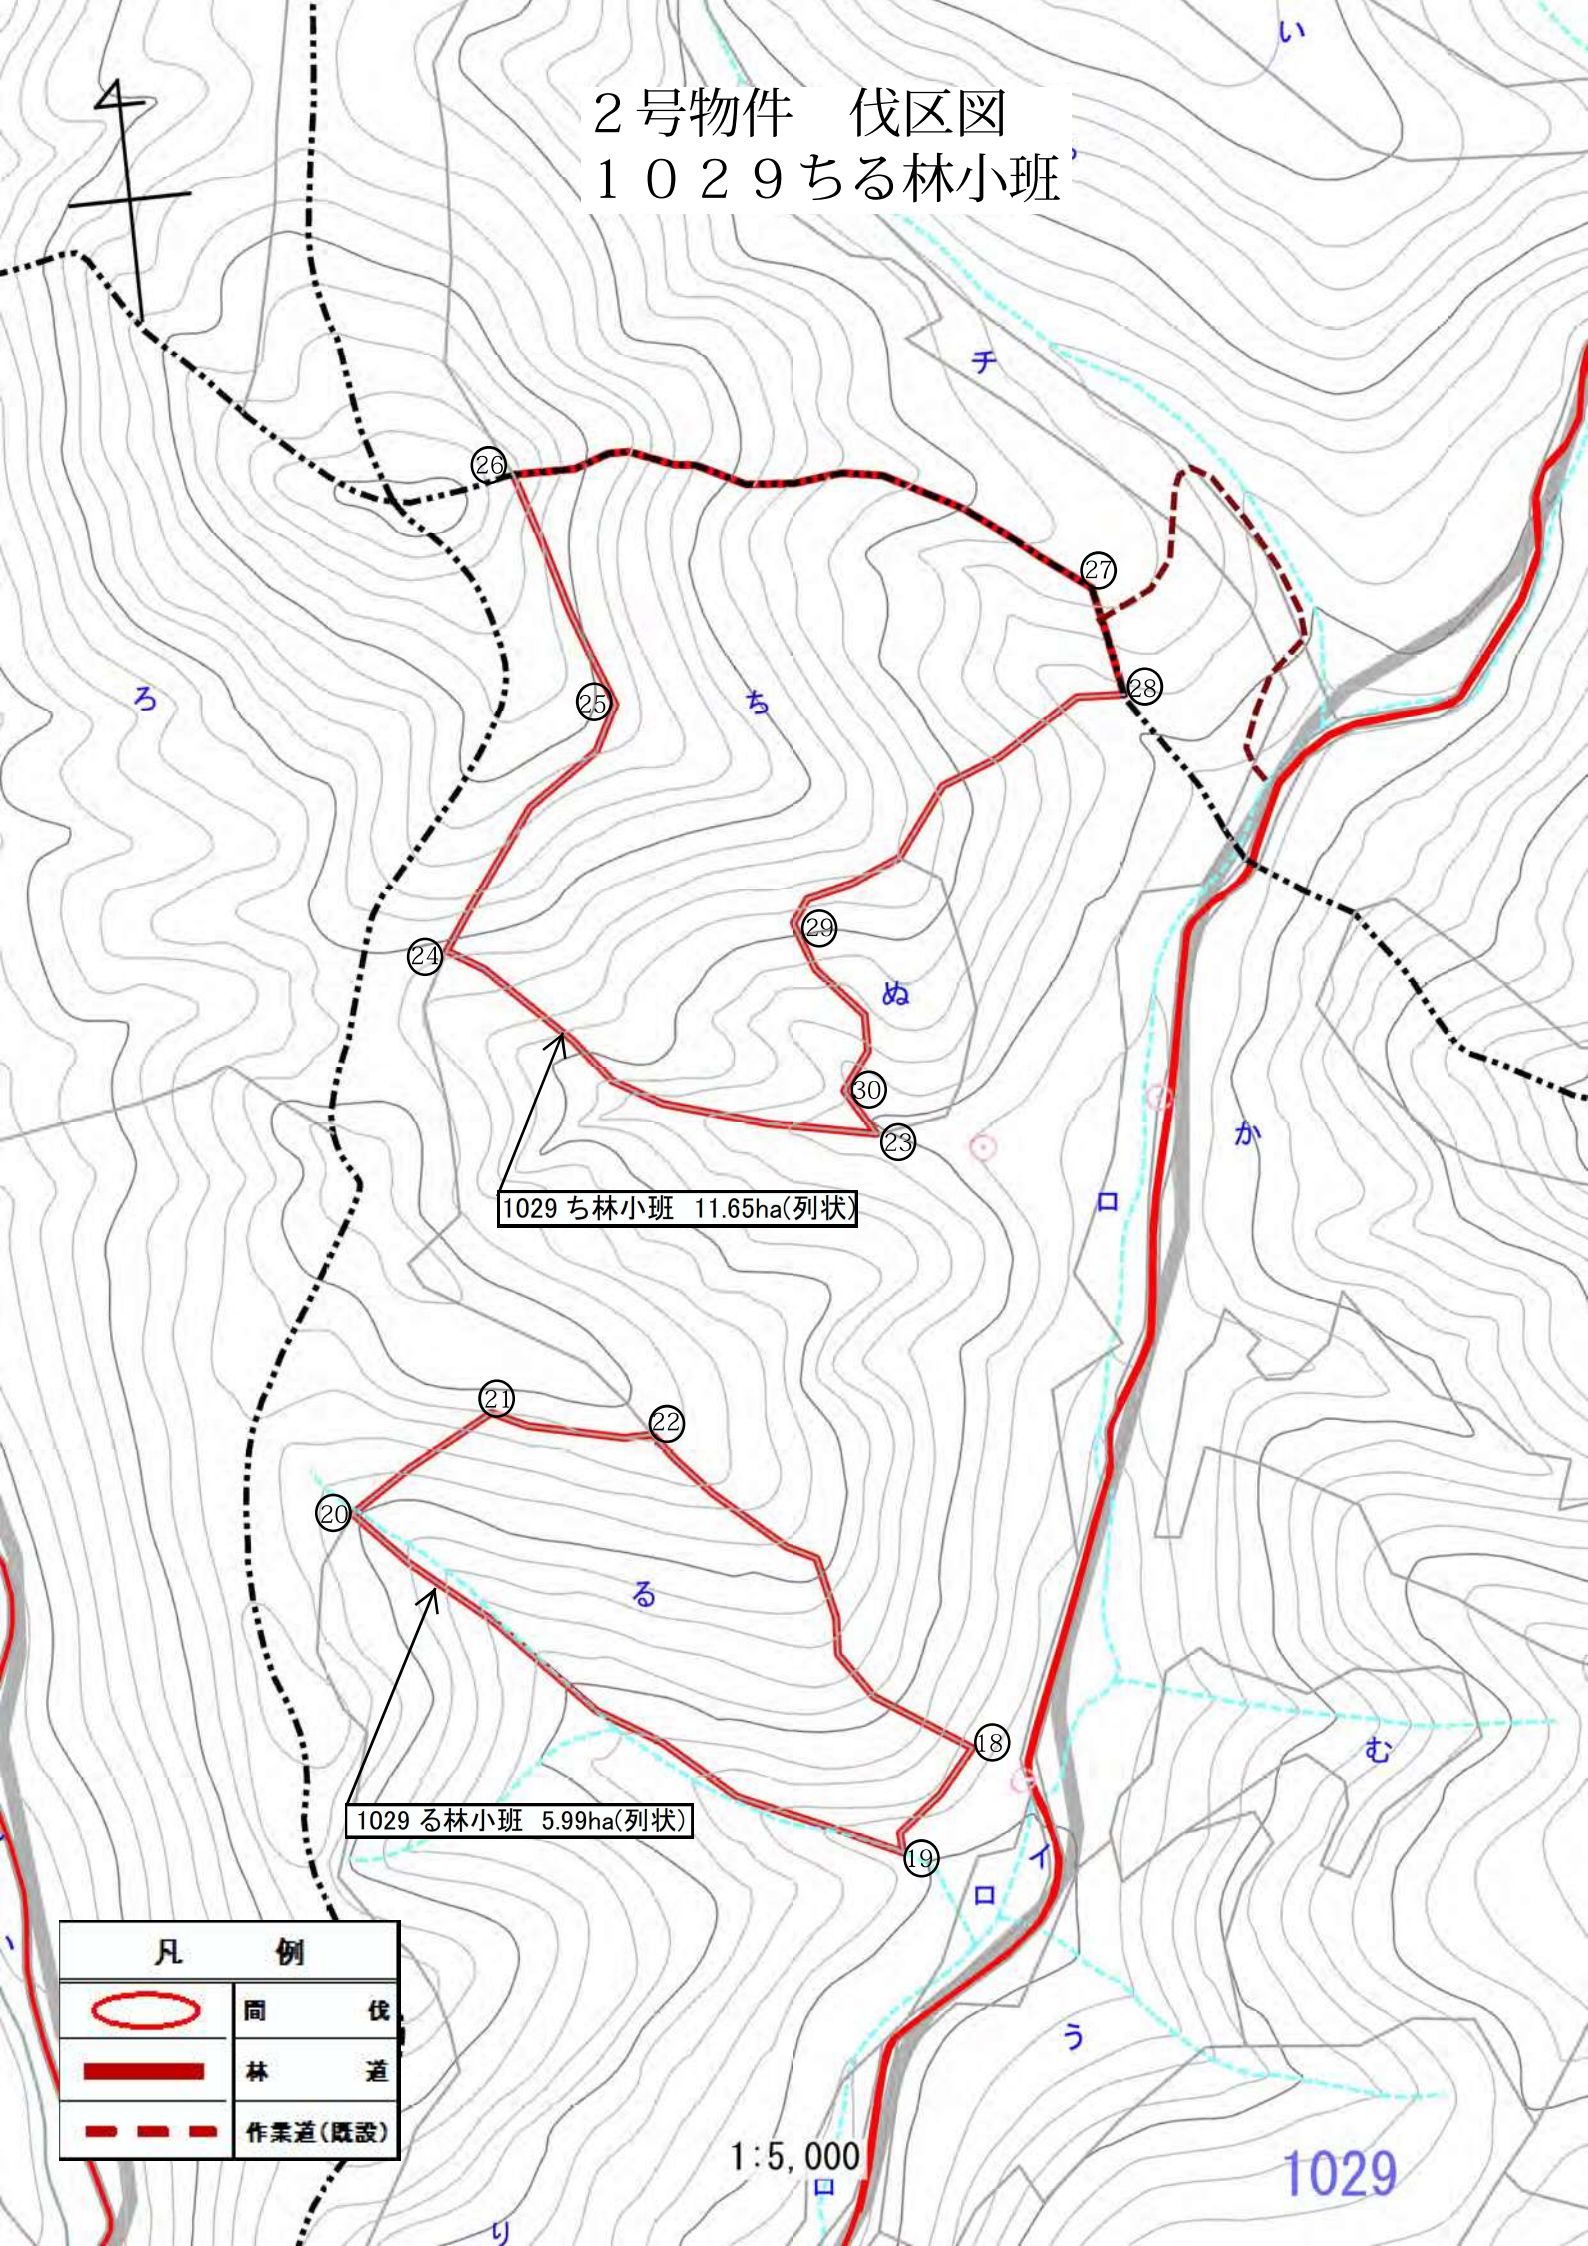 い
２号物件　伐区図
１０２９ちる林小班
チ
26
27
28
25
ろ
ち
29
24
ぬ
30
23
か
ロ
1029 ち林小班 11.65ha(列状)
21
22
20
る
18
む
1029 る林小班 5.99ha(列状)
19
イ
ロ
凡 例
間 伐
林 道
作業道(既設)
う
1:5,000
ロ
1029
り